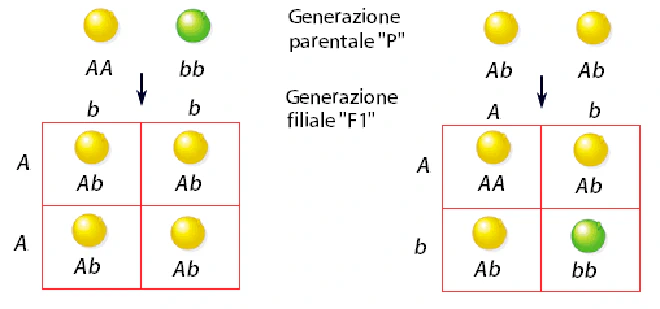 Generazione
parentale "P"
AA bb
Ab Ab
Generazione
filiale "F1"
b b
A Ab Ab
A Ab Ab
A b
A AA Ab
b Ab bb